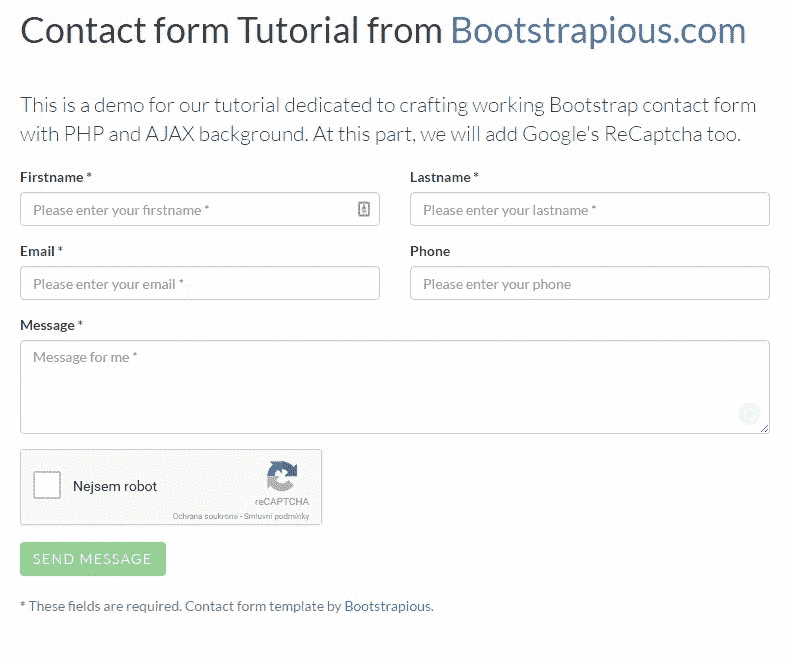 Contact form Tutorial from Bootstrapious.com
This is a demo for our tutorial dedicated to crafting working Bootstrap contact form
with PHP and AJAX background. At this part, we will add Google's ReCaptcha too.
Firstname *
Lastname *
Please enter your firstname *
Please enter your lastname *
Email *
Phone
Please enter your email *
Please enter your phone
Message *
Message for me *
Nejsem robot
reCAPTCHA
Ochrana soukromí - Smluvní podmínky
SEND MESSAGE
* These fields are required. Contact form template by Bootstrapious.